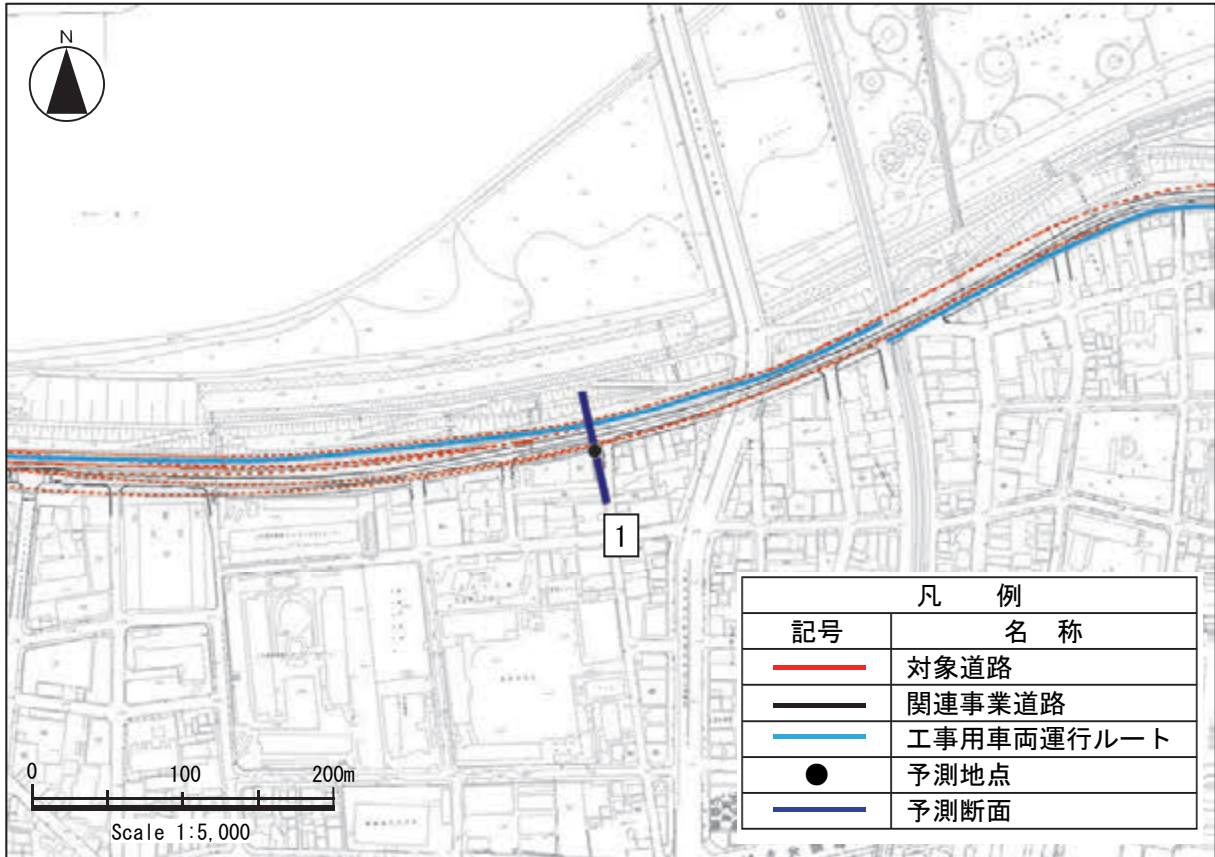 N
1
0 100 200m
Scale 1:5,000
凡 例
記号 名 称
対象道路
関連事業道路
工事用車両運行ルート
予測地点
予測断面